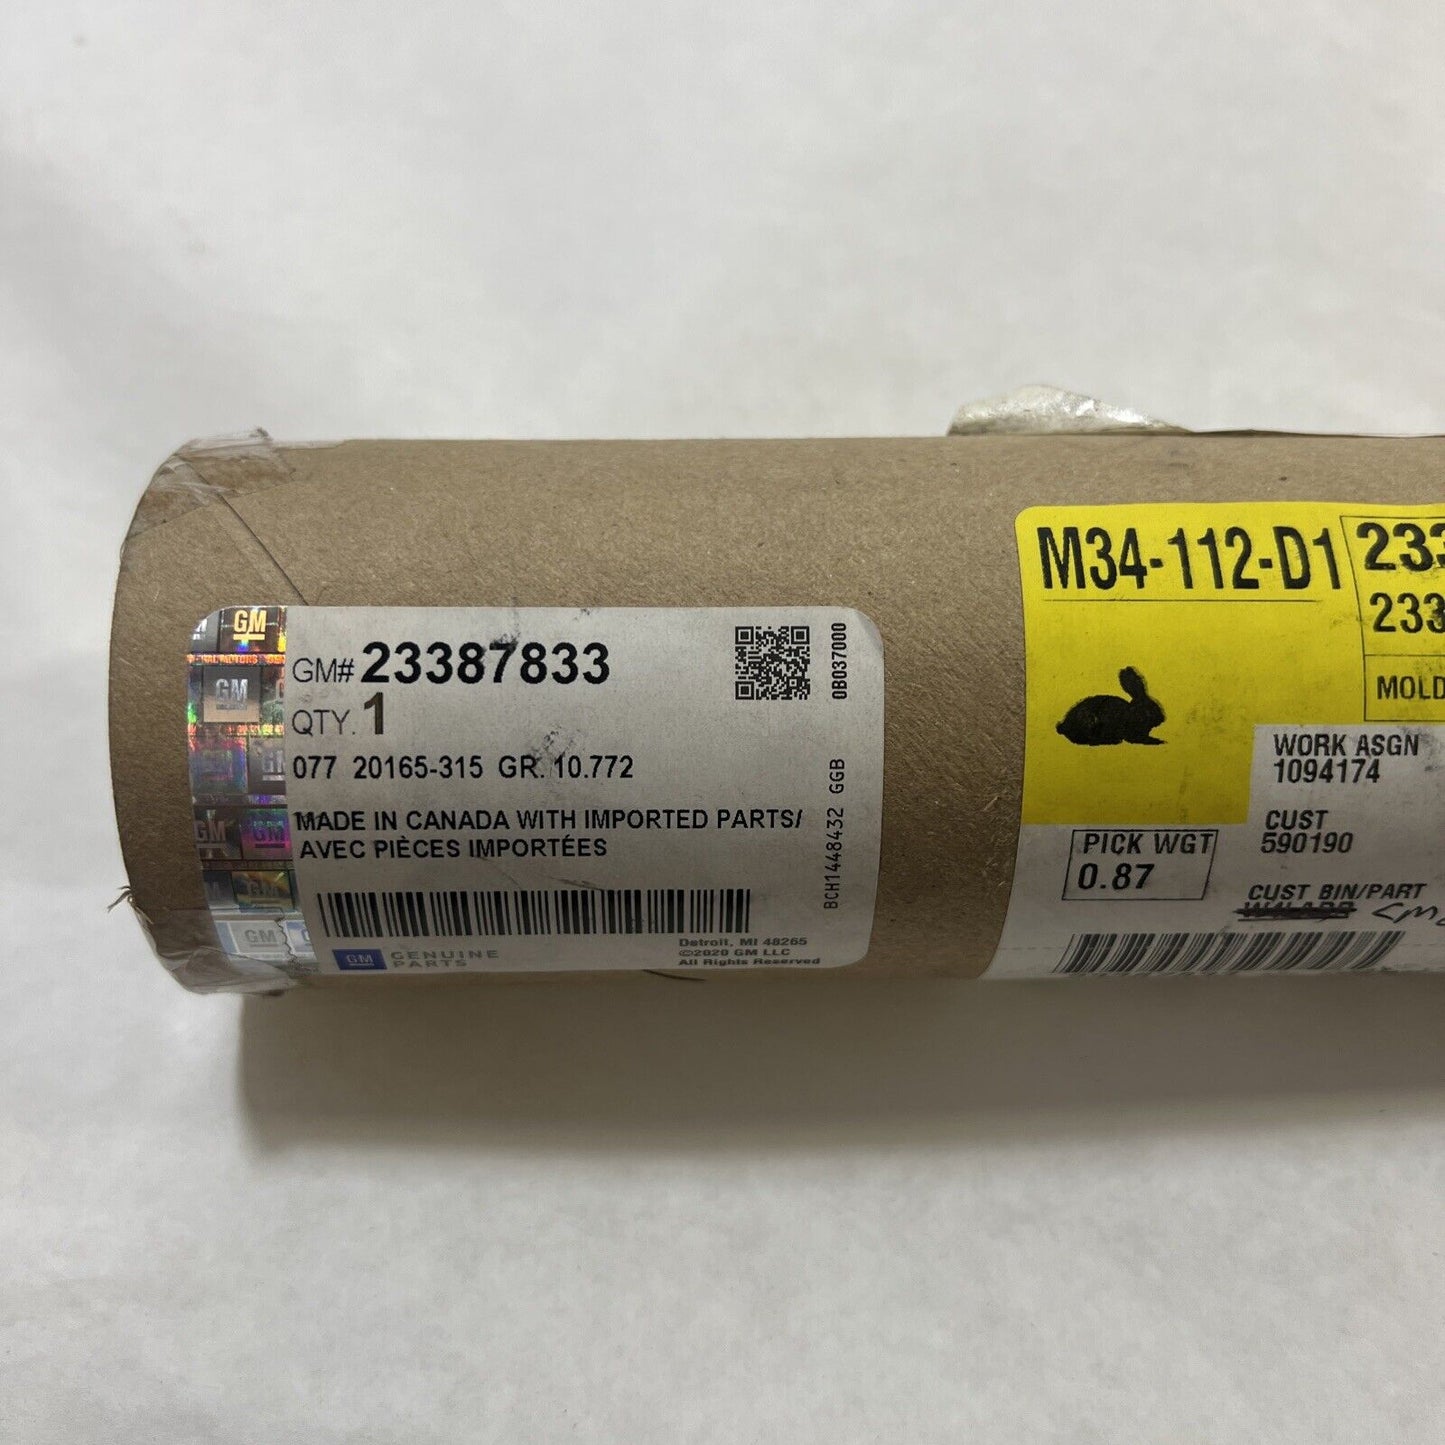 GM
GM# 23387833
QTY. 1
077 20165-315 GR. 10.772
MADE IN CANADA WITH IMPORTED PARTS/
AVEC PIÈCES IMPORTÉES
GM GENUINE
PARTS
Detroit, MI 48265
©2020 GM LLC
All Rights Reserved
0B037000
BCH1448432 GGB
M34-112-D1
233
233
MOLD
WORK ASGN
1094174
CUST
590190
PICK WGT
0.87
CUST BIN/PART